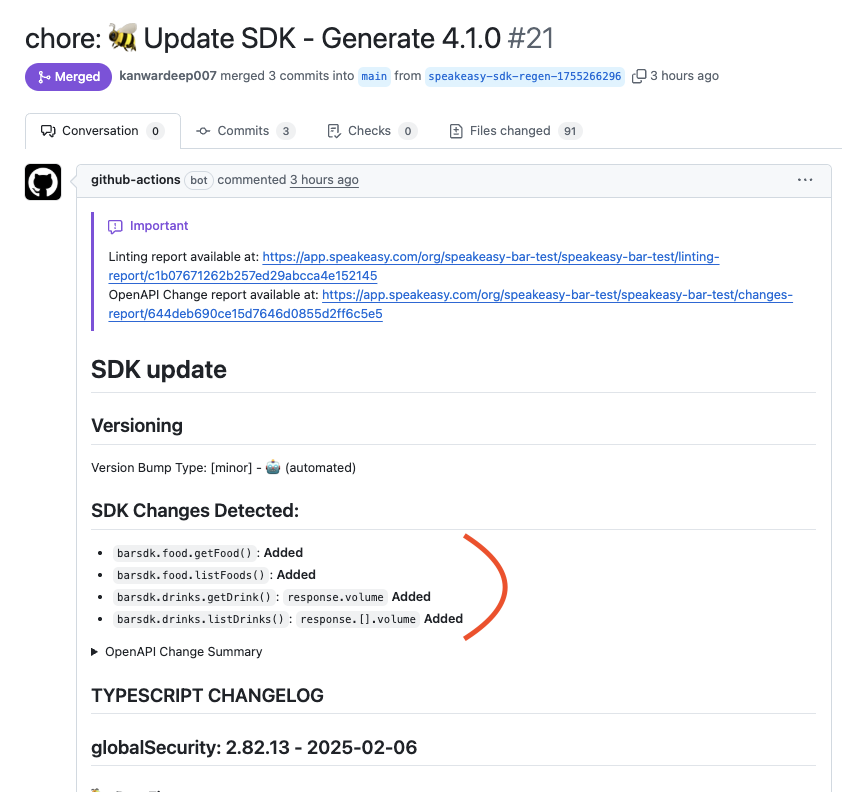 chore: 🐝 Update SDK - Generate 4.1.0 #21
Merged kanwardeep007 merged 3 commits into main from speakeasy-sdk-regen-1755266296 3 hours ago
Conversation 0 Commits 3 Checks 0 Files changed 91
github-actions bot commented 3 hours ago ···
Important
Linting report available at: https://app.speakeasy.com/org/speakeasy-bar-test/speakeasy-bar-test/linting-
report/c1b07671262b257ed29abcca4e152145
OpenAPI Change report available at: https://app.speakeasy.com/org/speakeasy-bar-test/speakeasy-bar-test/changes-
report/644deb690ce15d7646d0855d2ff6c5e5
SDK update
Versioning
Version Bump Type: [minor] - 🤖 (automated)
SDK Changes Detected:
• barsdk.food.getFood() : Added
• barsdk.food.listFoods() : Added
• barsdk.drinks.getDrink() : response.volume Added
• barsdk.drinks.listDrinks() : response.[].volume Added
OpenAPI Change Summary
TYPESCRIPT CHANGELOG
globalSecurity: 2.82.13 - 2025-02-06